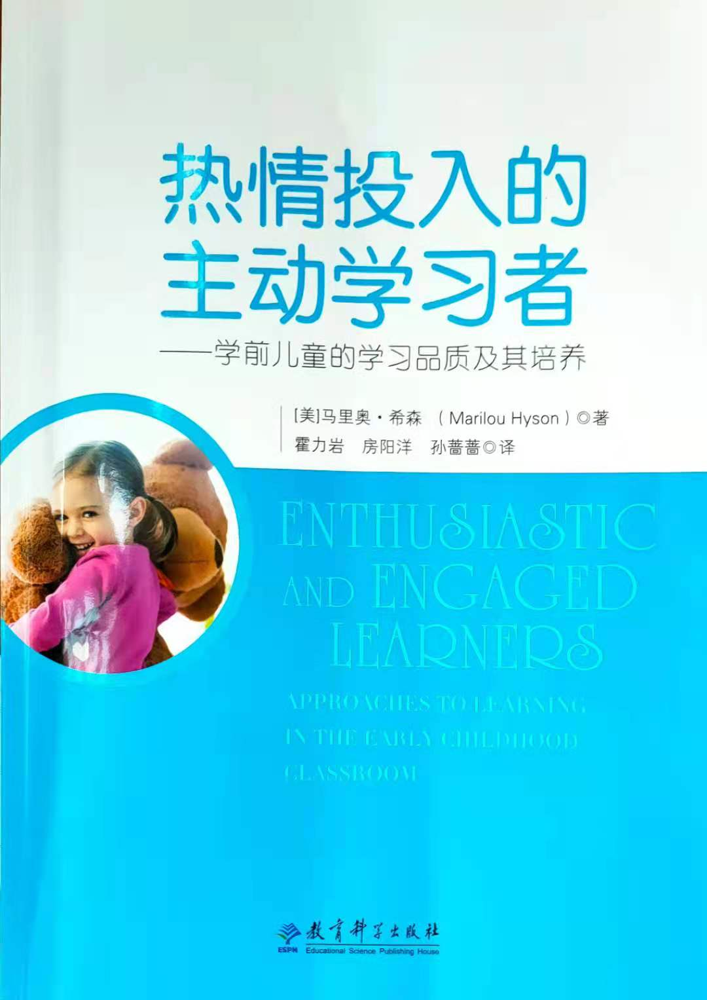 热情投入的
主动学习者
——学前儿童的学习品质及其培养
[美]马里奥·希森 （Marilou Hyson）◎著
霍力岩 房阳洋 孙蔷蔷◎译
ENTHUSIASTIC
AND ENGAGED
LEARNERS
APPROACHES TO LEARNING
IN THE EARLY CHILDHOOD
CLASSROOM
教育科学出版社
ESPH Educational Science Publishing House